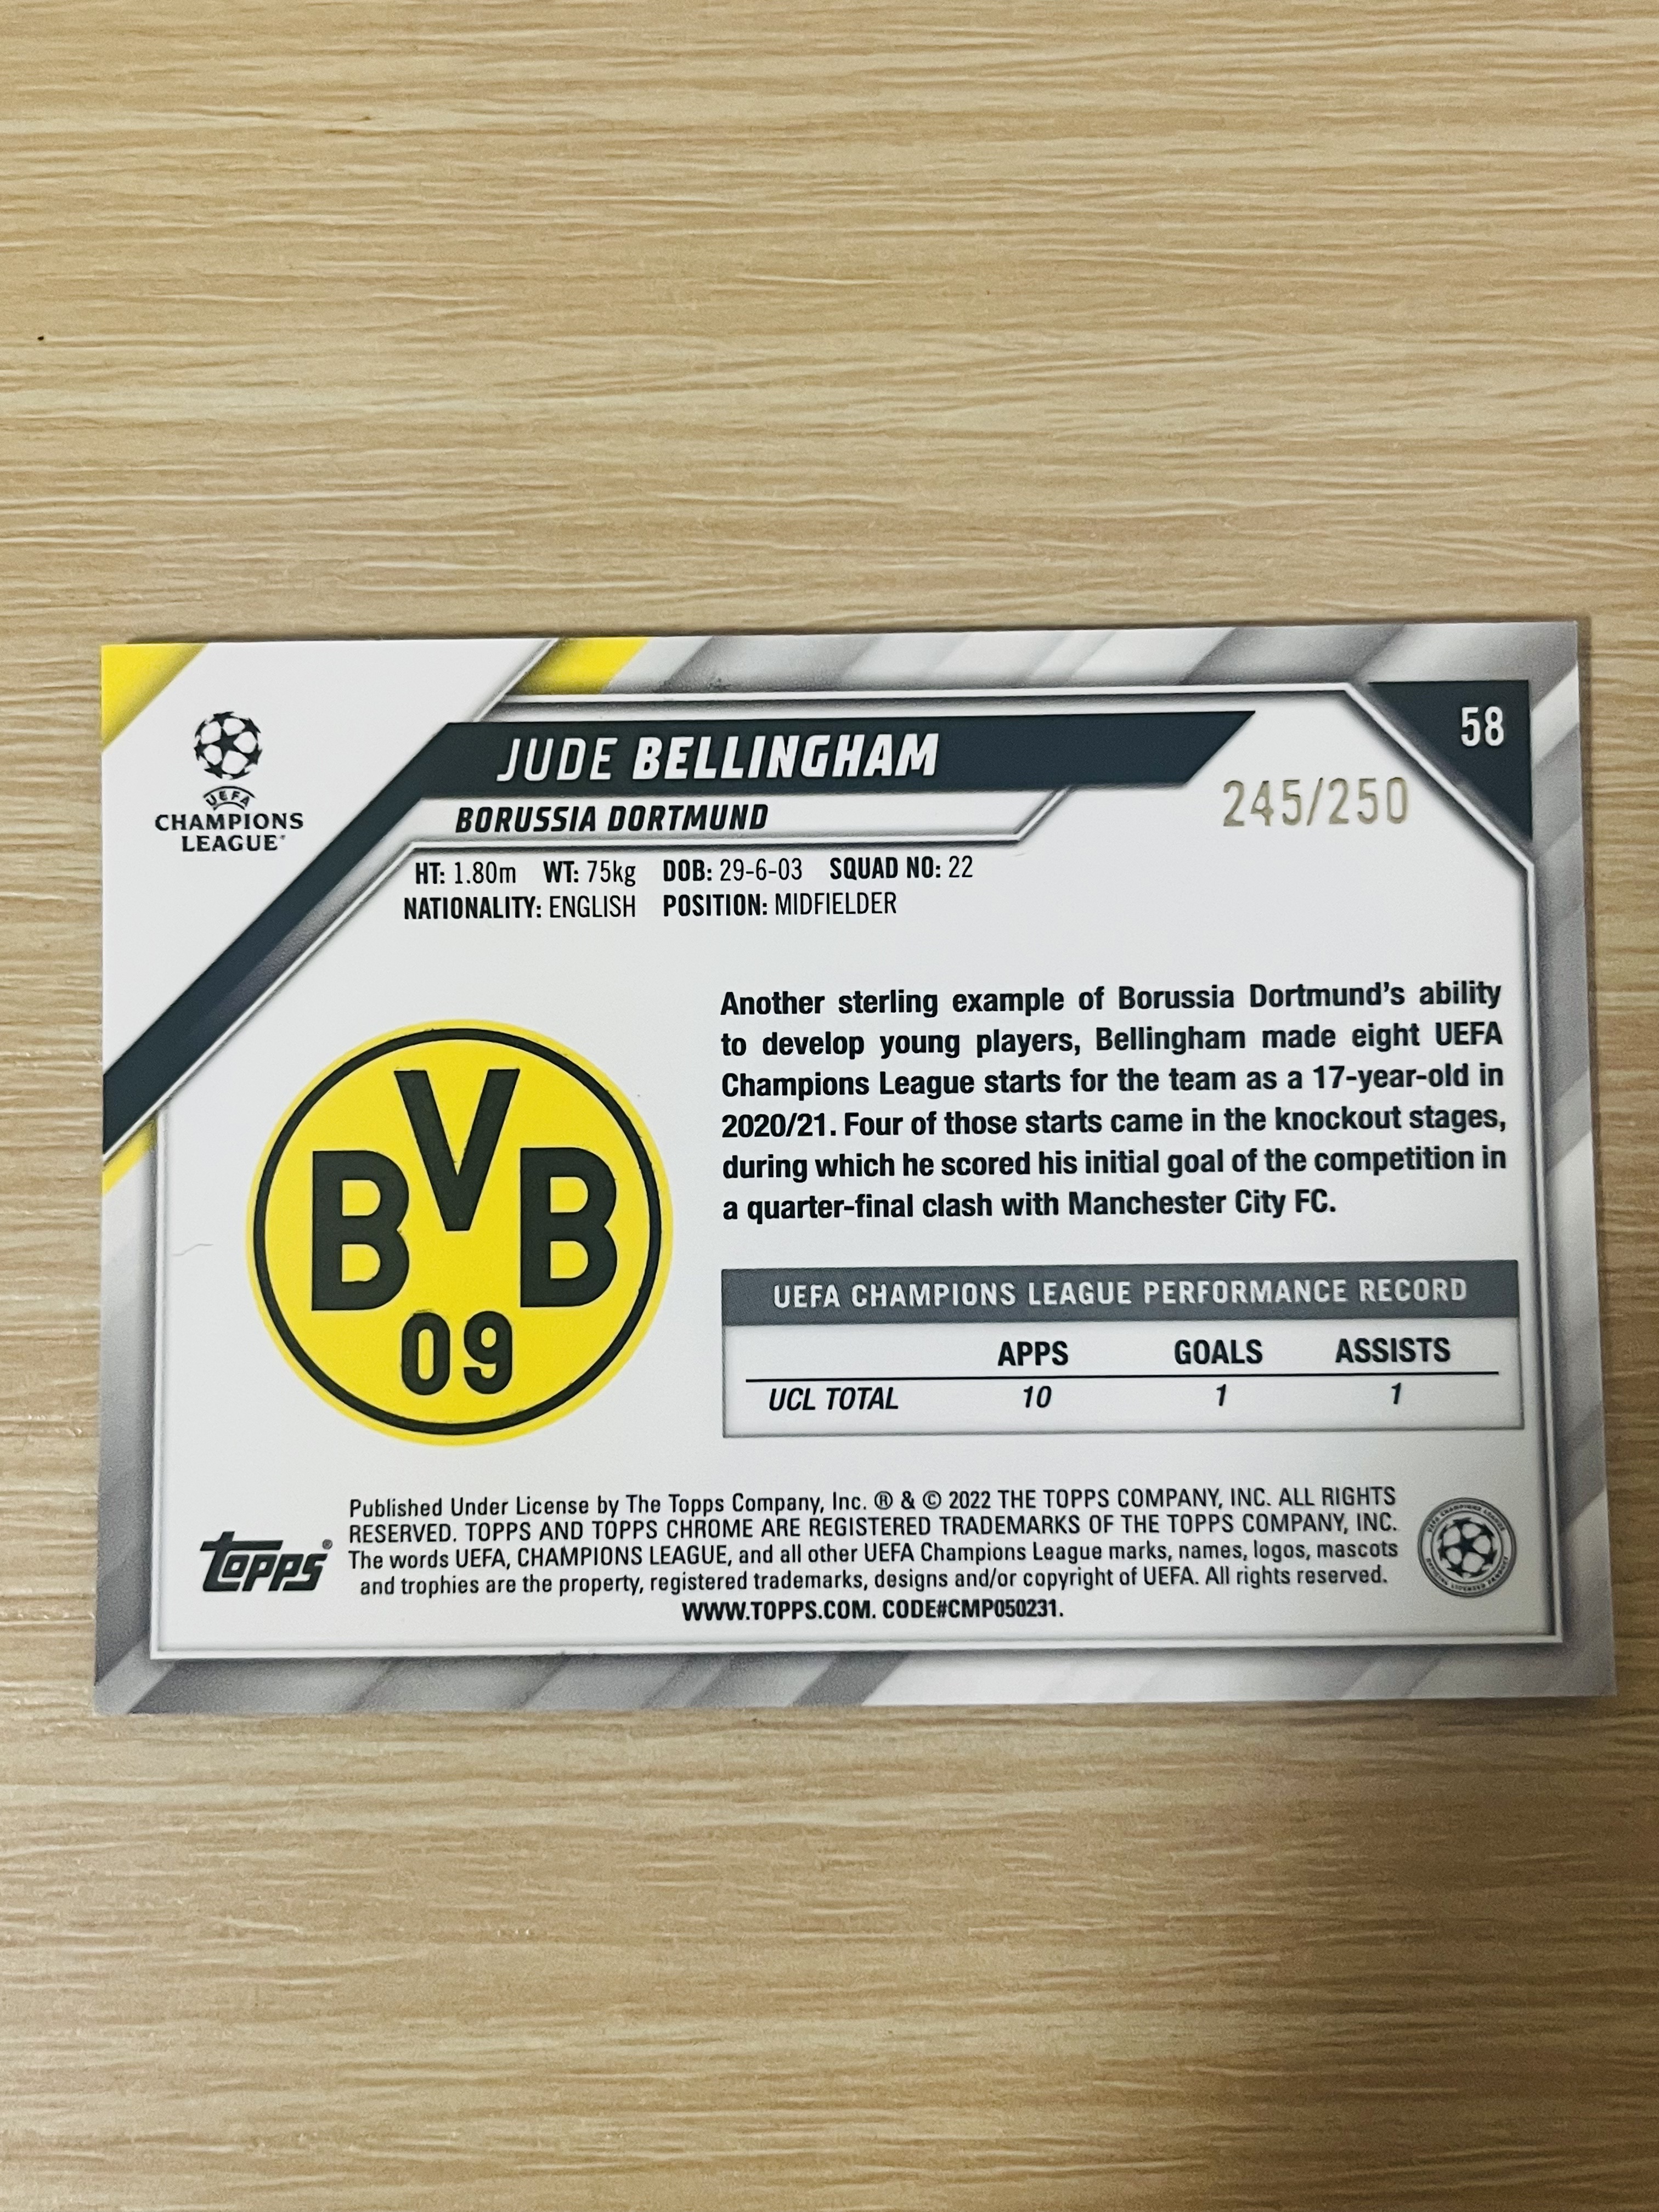 58
JUDE BELLINGHAM
245/250
BORUSSIA DORTMUND
UEFA
CHAMPIONS
LEAGUE
HT: 1.80m WT: 75kg DOB: 29-6-03 SQUAD NO: 22
NATIONALITY: ENGLISH POSITION: MIDFIELDER
Another sterling example of Borussia Dortmund's ability
to develop young players, Bellingham made eight UEFA
Champions League starts for the team as a 17-year-old in
2020/21. Four of those starts came in the knockout stages,
during which he scored his initial goal of the competition in
a quarter-final clash with Manchester City FC.
BVB
09
UEFA CHAMPIONS LEAGUE PERFORMANCE RECORD
APPS GOALS ASSISTS
UCL TOTAL 10 1 1
topps®
Published Under License by The Topps Company, Inc. ® & © 2022 THE TOPPS COMPANY, INC. ALL RIGHTS
RESERVED. TOPPS AND TOPPS CHROME ARE REGISTERED TRADEMARKS OF THE TOPPS COMPANY, INC.
The words UEFA, CHAMPIONS LEAGUE, and all other UEFA Champions League marks, names, logos, mascots
and trophies are the property, registered trademarks, designs and/or copyright of UEFA. All rights reserved.
WWW.TOPPS.COM. CODE#CMP050231.
UEFA CHAMPIONS LEAGUE
OFFICIAL LICENSED PRODUCT